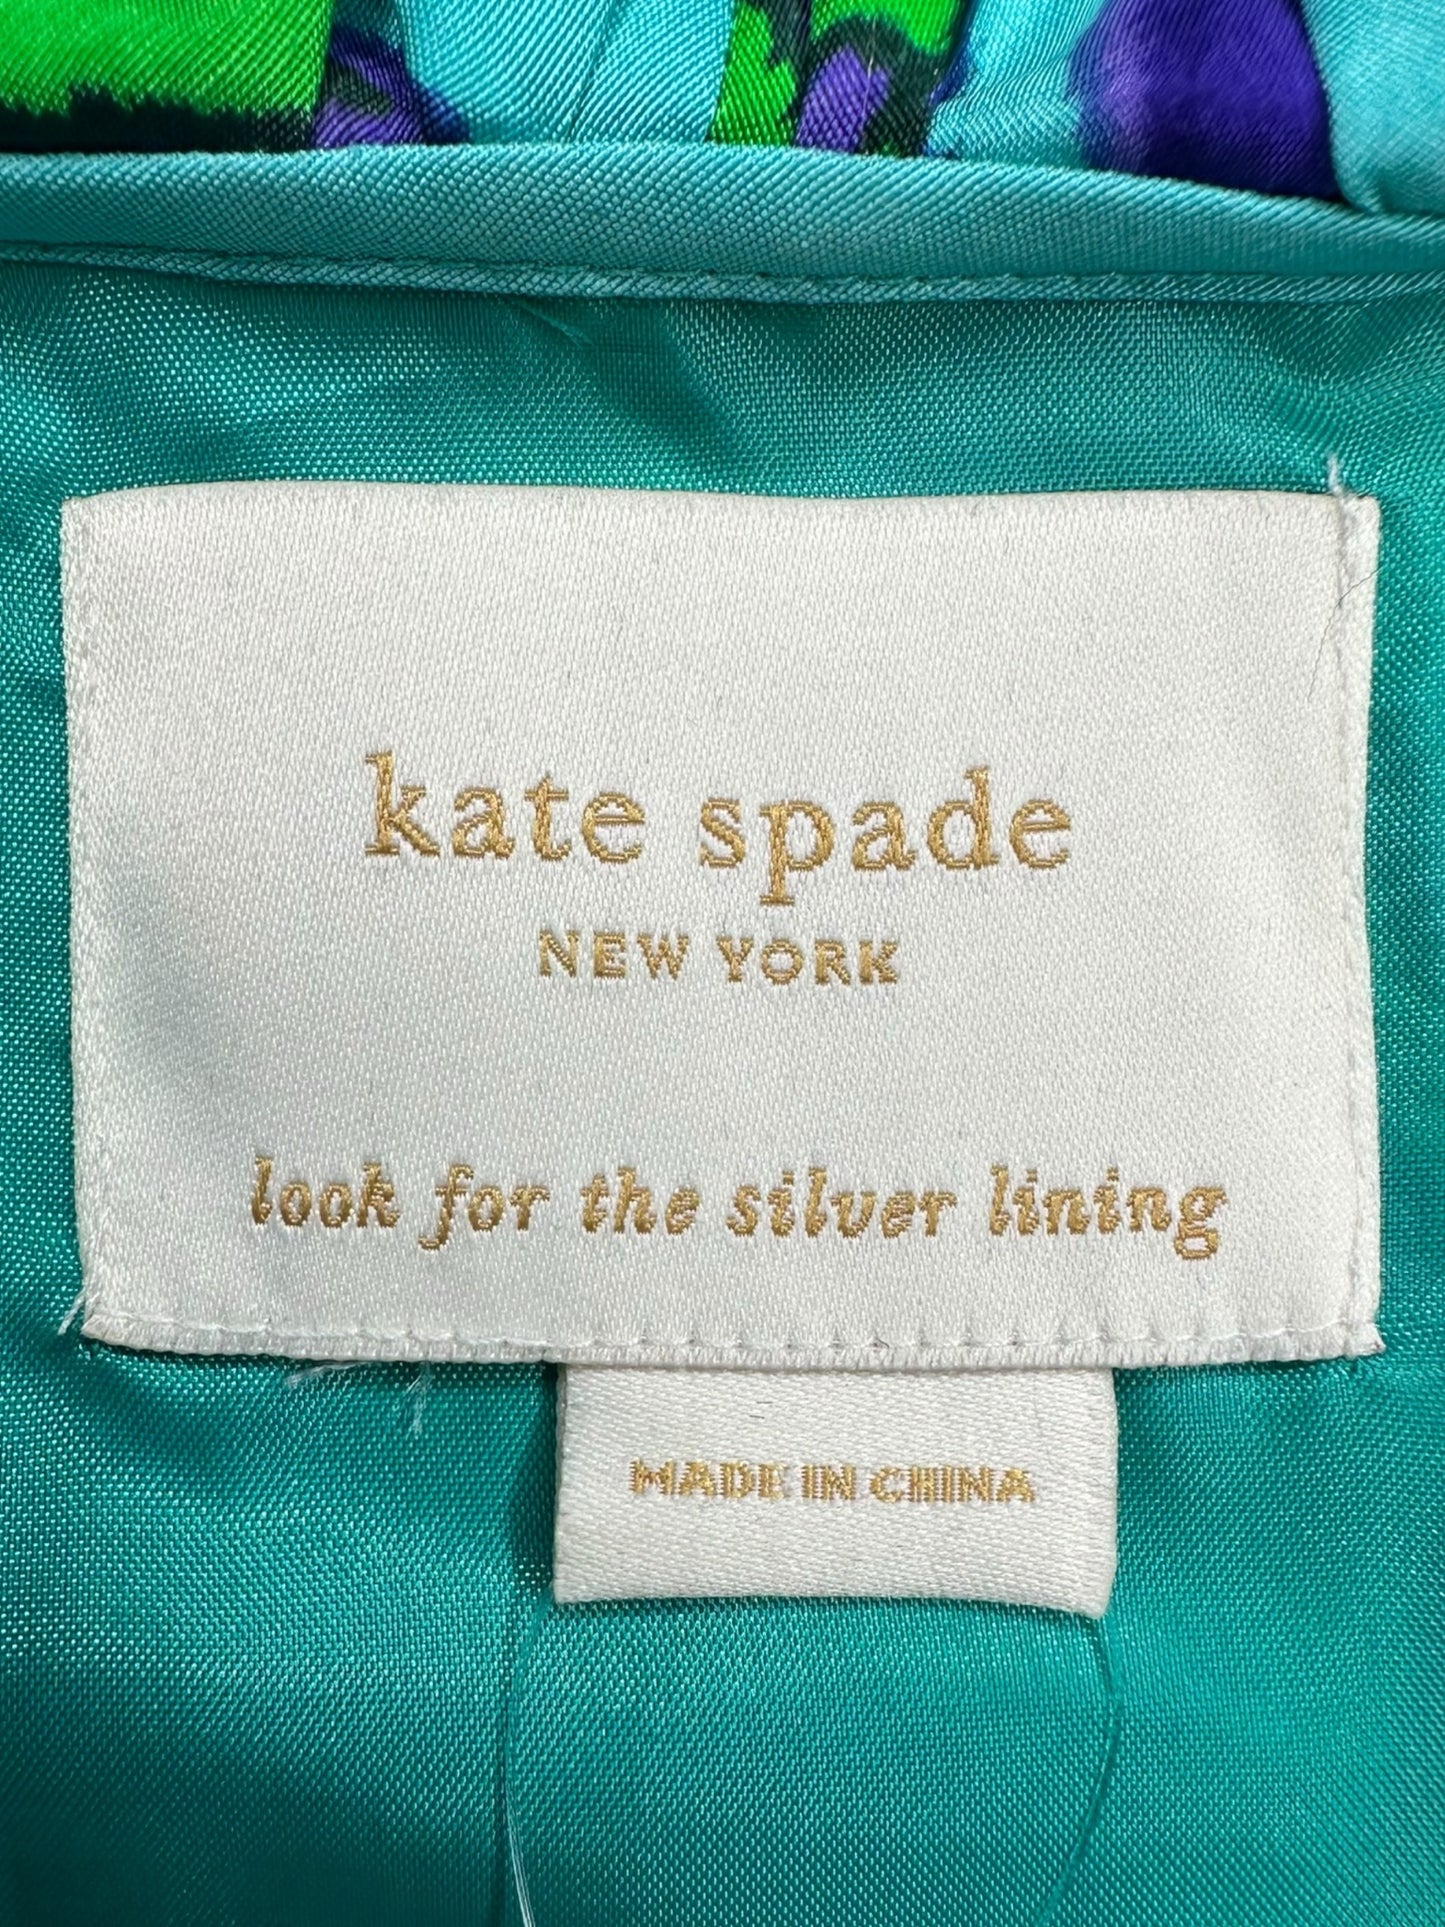 kate spade
NEW YORK
look for the silver lining
MADE IN CHINA